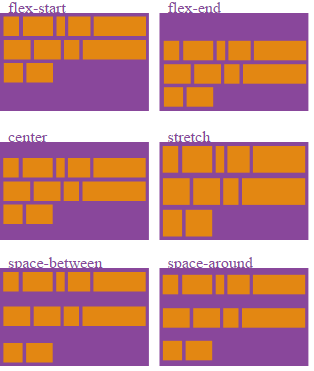 flex-start
flex-end
center
stretch
space-between
space-around